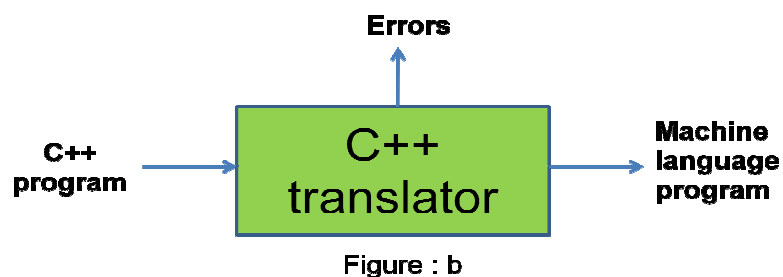 Errors
C++
program
C++
translator
Machine
language
program
Figure : b